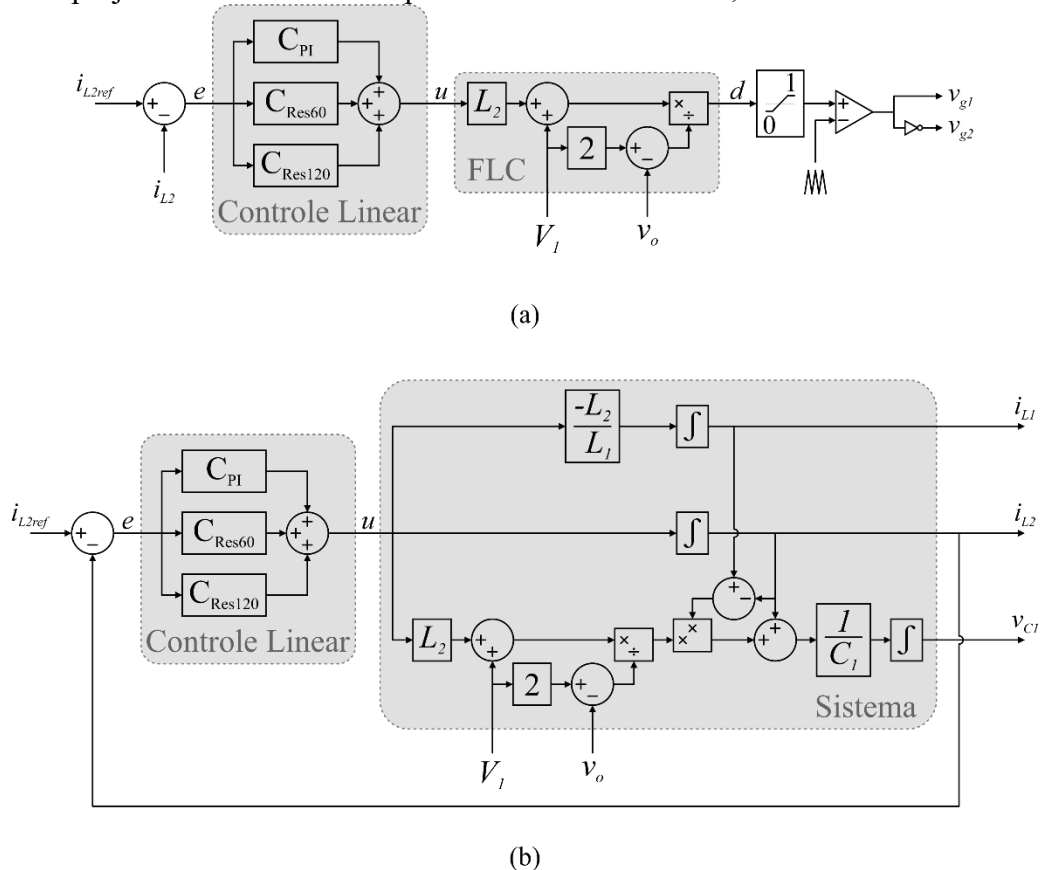 C_PI
1
i_L2ref
+
−
e
C_Res60
+
+
+
u
L_2
+
+
×
÷
d
0
+
−
v_g1
v_g2
C_Res120
2
+
−
FLC
i_L2
Controle Linear
V_1
v_o
(a)
-L_2
L_1
∫
i_L1
C_PI
i_L2ref
+
−
e
C_Res60
+
+
+
u
∫
i_L2
C_Res120
+
−
Controle Linear
L_2
+
+
×
÷
×
×
+
+
1
C_1
∫
v_C1
2
+
−
Sistema
V_1
v_o
(b)